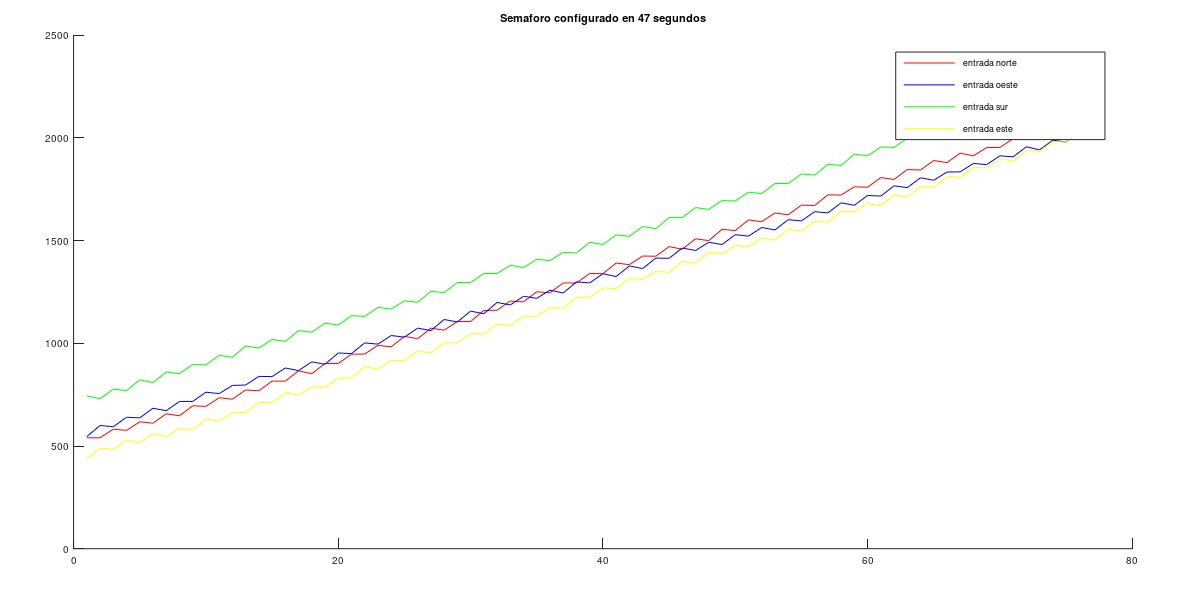 Semaforo configurado en 47 segundos
2500
entrada norte
entrada oeste
entrada sur
entrada este
2000
1500
1000
500
0
0 20 40 60 80